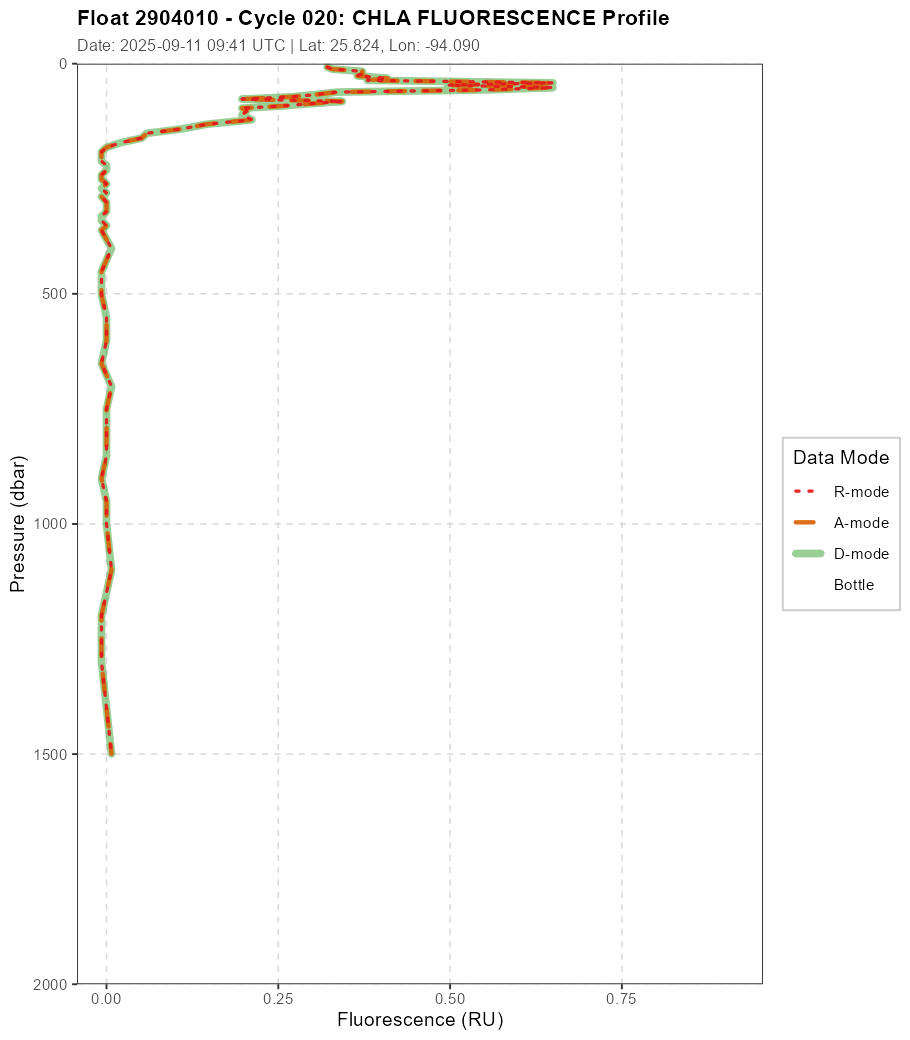 Float 2904010 - Cycle 020: CHLA FLUORESCENCE Profile
Date: 2025-09-11 09:41 UTC | Lat: 25.824, Lon: -94.090
0
500
1000
1500
2000
Pressure (dbar)
0.00 0.25 0.50 0.75
Fluorescence (RU)
Data Mode
R-mode
A-mode
D-mode
Bottle